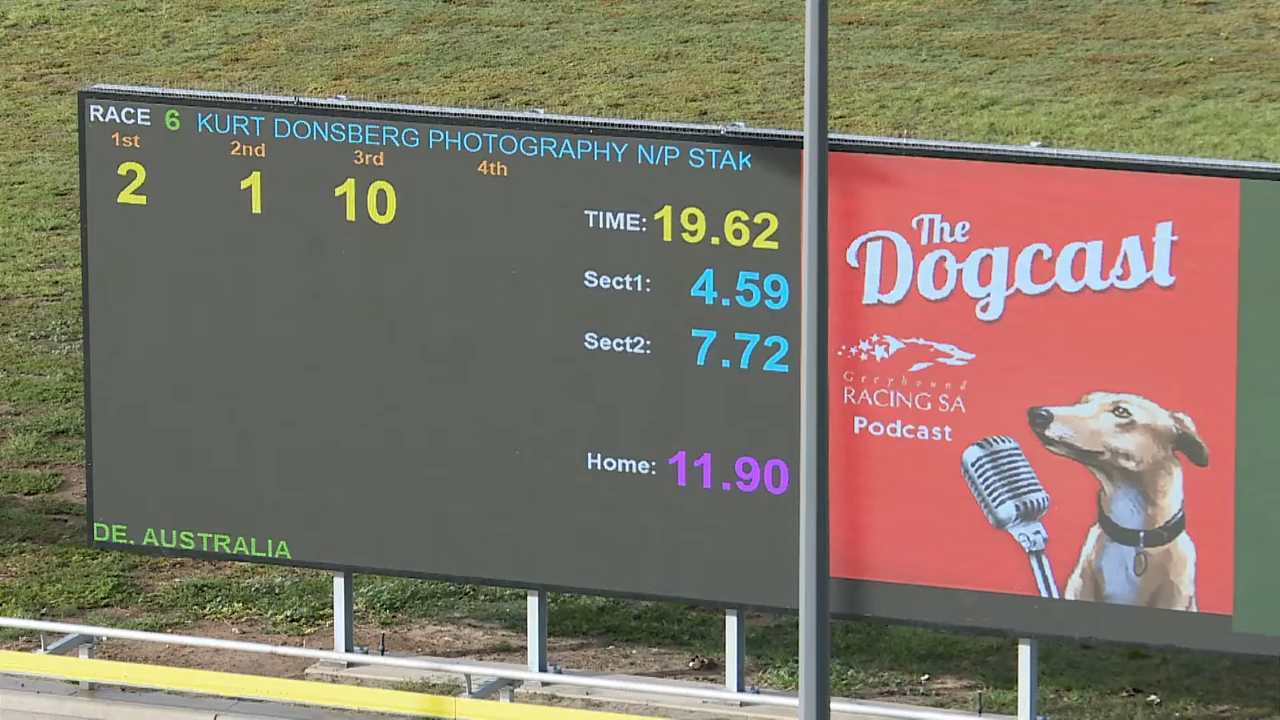 RACE 6 KURT DONSBERG PHOTOGRAPHY N/P STAK
1st 2nd 3rd 4th
2 1 10
TIME: 19.62
Sect1: 4.59
Sect2: 7.72
Home: 11.90
DE, AUSTRALIA
The
Dogcast
Greyhound
RACING SA
Podcast